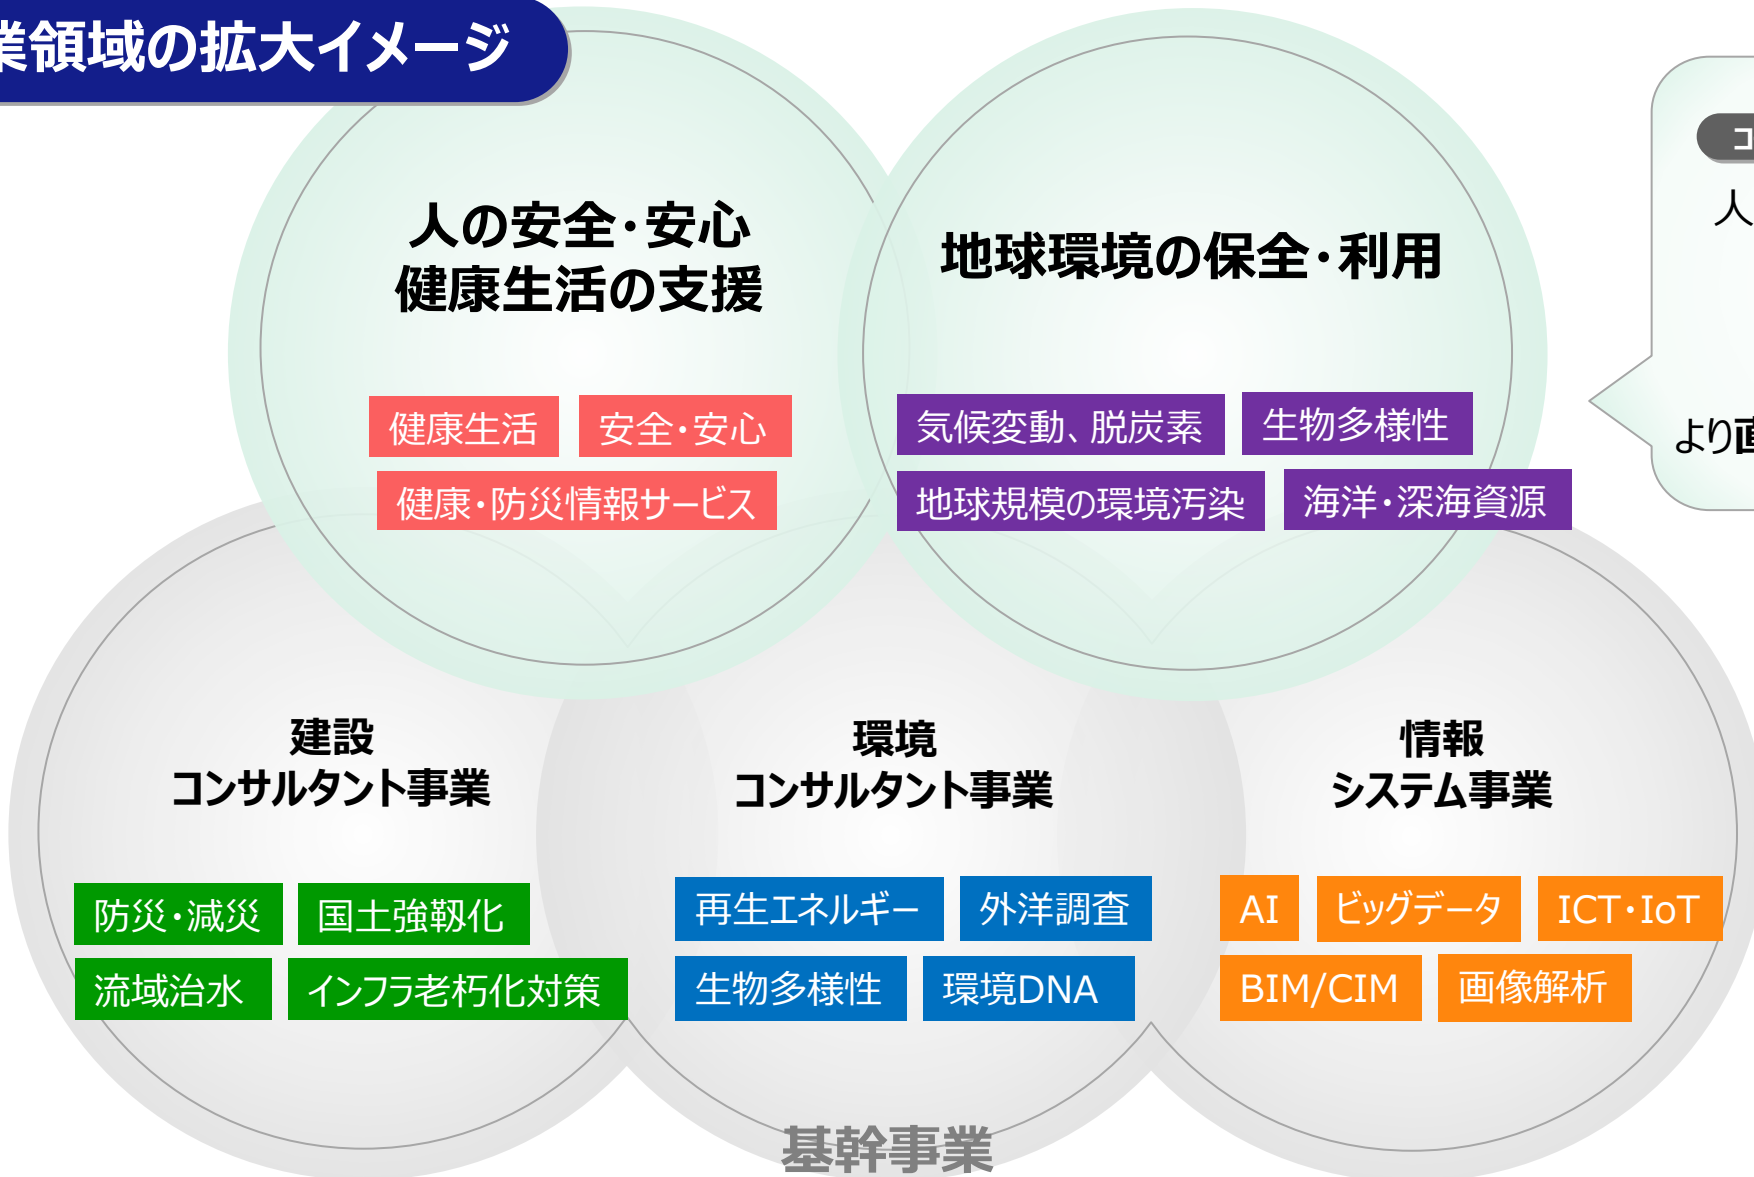 業領域の拡大イメージ
コ
人
より直
人の安全・安心
健康生活の支援
健康生活
安全・安心
健康・防災情報サービス
地球環境の保全・利用
気候変動、脱炭素
生物多様性
地球規模の環境汚染
海洋・深海資源
建設
コンサルタント事業
防災・減災
国土強靱化
流域治水
インフラ老朽化対策
環境
コンサルタント事業
再生エネルギー
外洋調査
生物多様性
環境DNA
情報
システム事業
AI
ビッグデータ
ICT・IoT
BIM/CIM
画像解析
基幹事業